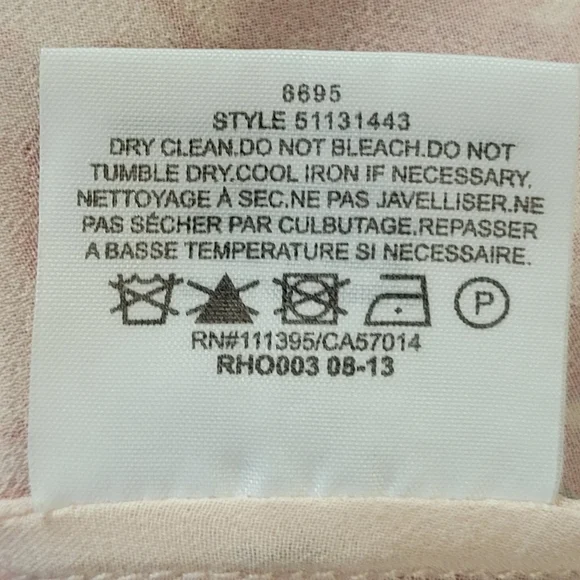 6695
STYLE 51131443
DRY CLEAN.DO NOT BLEACH.DO NOT
TUMBLE DRY.COOL IRON IF NECESSARY.
NETTOYAGE À SEC.NE PAS JAVELLISER.NE
PAS SÉCHER PAR CULBUTAGE.REPASSER
A BASSE TEMPERATURE SI NECESSAIRE.
P
RN#111395/CA57014
RHO003 08-13